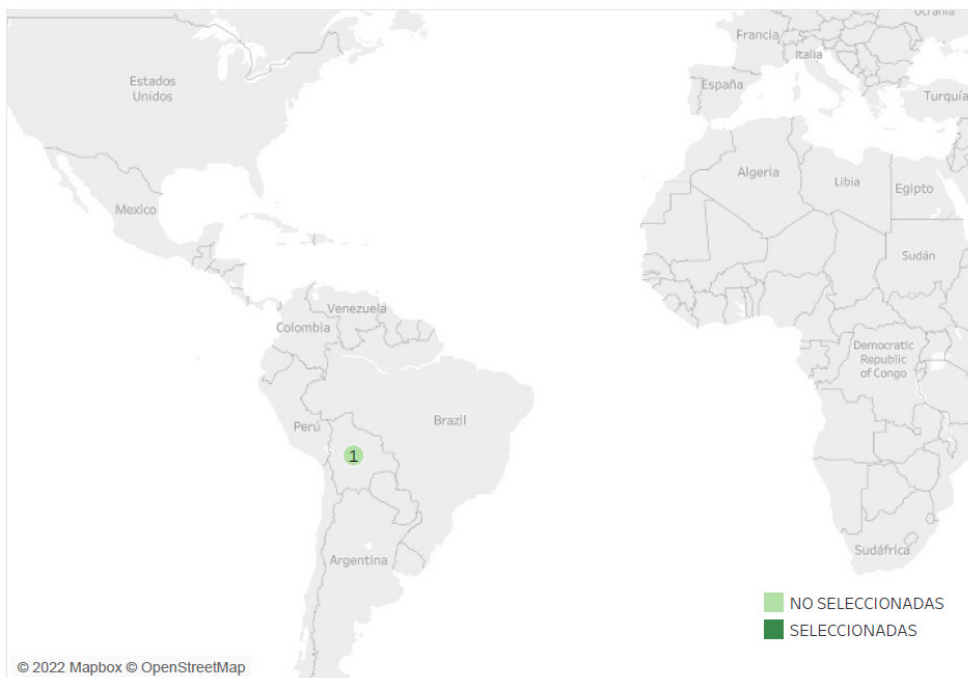 Ucrania
Francia
Italia
Estados
Unidos
España
Turquía
Algeria
Libia
Egipto
Mexico
Sudán
Venezuela
Colombia
Democratic
Republic
of Congo
Perú
Brazil
1
Sudáfrica
Argentina
NO SELECCIONADAS
SELECCIONADAS
© 2022 Mapbox © OpenStreetMap